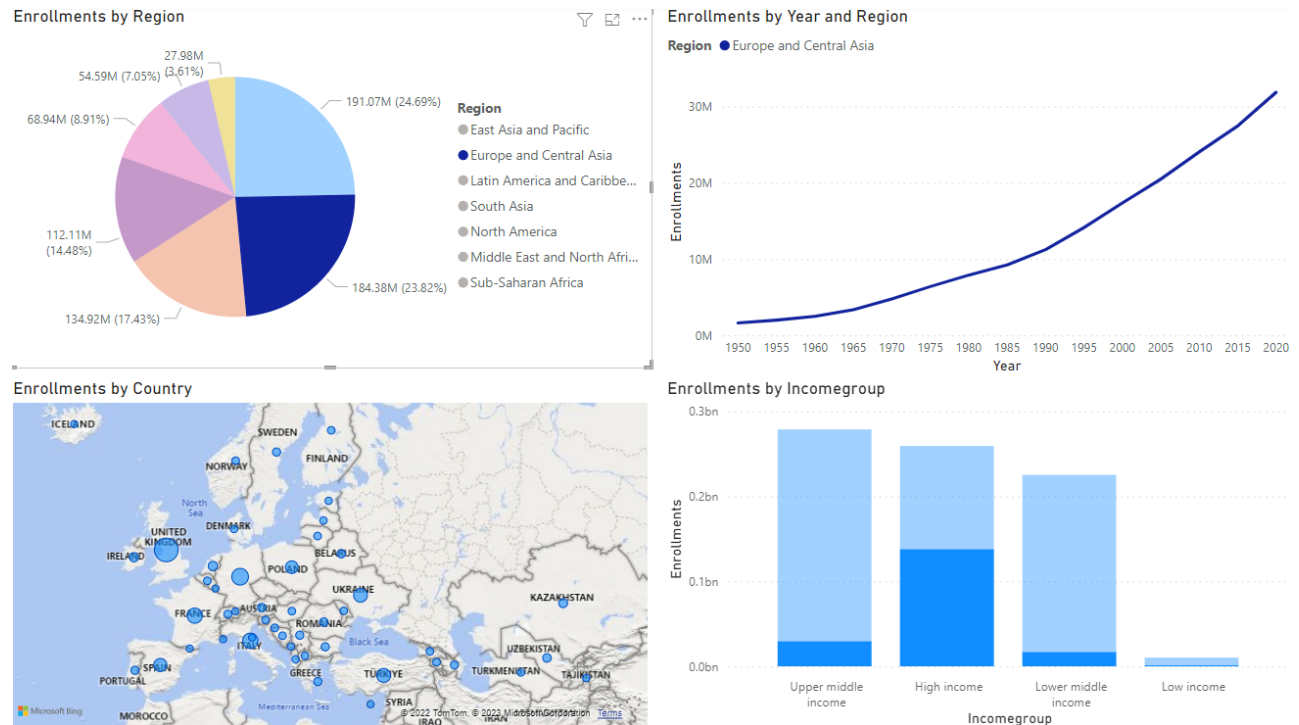 Enrollments by Region
27.98M
(3.61%)
54.59M (7.05%)
191.07M (24.69%)
68.94M (8.91%)
112.11M
(14.48%)
184.38M (23.82%)
134.92M (17.43%)
Region
East Asia and Pacific
Europe and Central Asia
Latin America and Caribbe...
South Asia
North America
Middle East and North Afri...
Sub-Saharan Africa
Enrollments by Year and Region
Region Europe and Central Asia
Enrollments
30M
20M
10M
0M
1950 1955 1960 1965 1970 1975 1980 1985 1990 1995 2000 2005 2010 2015 2020
Year
Enrollments by Country
ICELAND
SWEDEN
FINLAND
NORWAY
North
Sea
DENMARK
UNITED
KINGDOM
IRELAND
BELARUS
POLAND
UKRAINE
KAZAKHSTAN
FRANCE
AUSTRIA
ROMANIA
ITALY
Black Sea
UZBEKISTAN
SPAIN
PORTUGAL
GREECE
TÜRKİYE
TURKMENISTAN
TAJIKISTAN
SYRIA
Mediterranean Sea
MOROCCO
IRAQ
IRAN
Microsoft Bing
© 2022 TomTom, © 2023 Microsoft Corporation Terms
Enrollments by Incomegroup
Enrollments
0.3bn
0.2bn
0.1bn
0.0bn
Upper middle
income
High income
Lower middle
income
Low income
Incomegroup